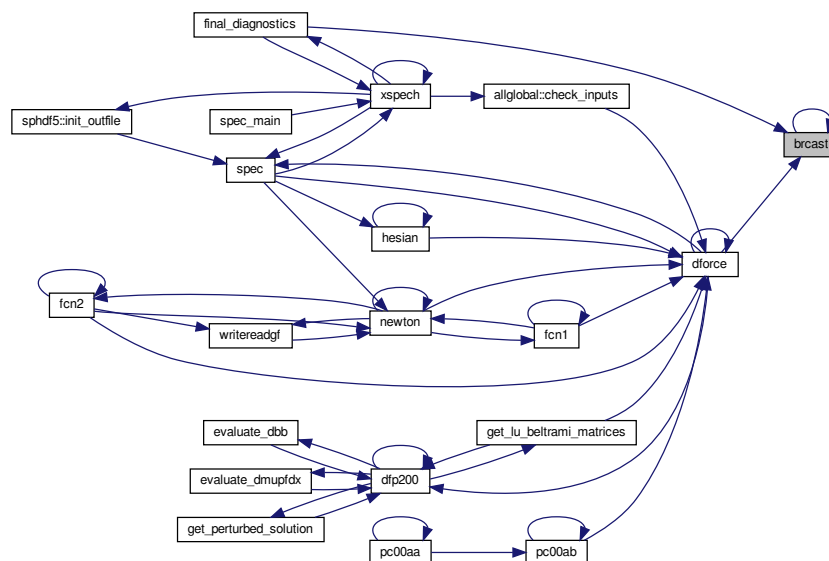 final_diagnostics
xspech
allglobal::check_inputs
sphdf5::init_outfile
spec_main
brcast
spec
hesian
dforce
fcn2
newton
writereadgf
fcn1
evaluate_dbb
get_lu_beltrami_matrices
evaluate_dmupfdx
dfp200
get_perturbed_solution
pc00aa
pc00ab